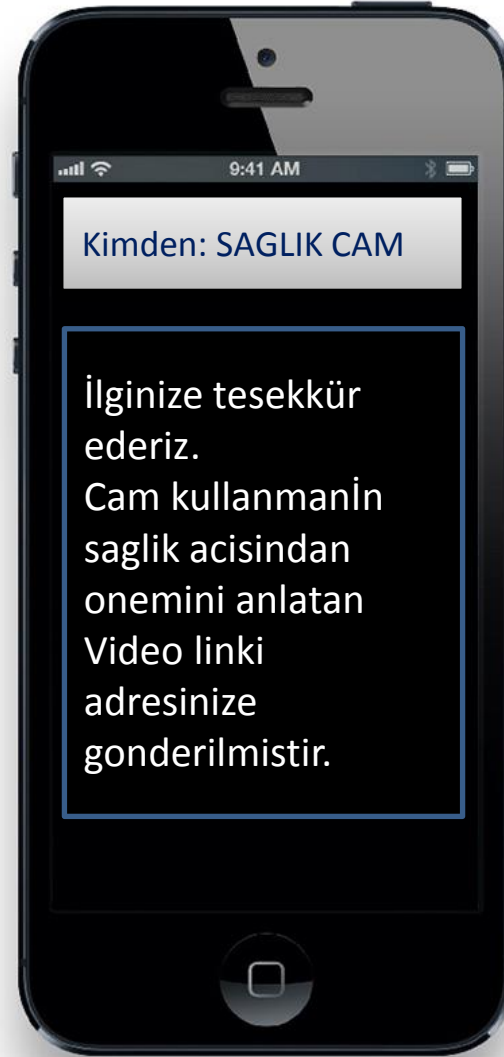 9:41 AM
Kimden: SAGLIK CAM
İlginize tesekkür
ederiz.
Cam kullanmanİn
saglik acisindan
onemini anlatan
Video linki
adresinize
gonderilmistir.